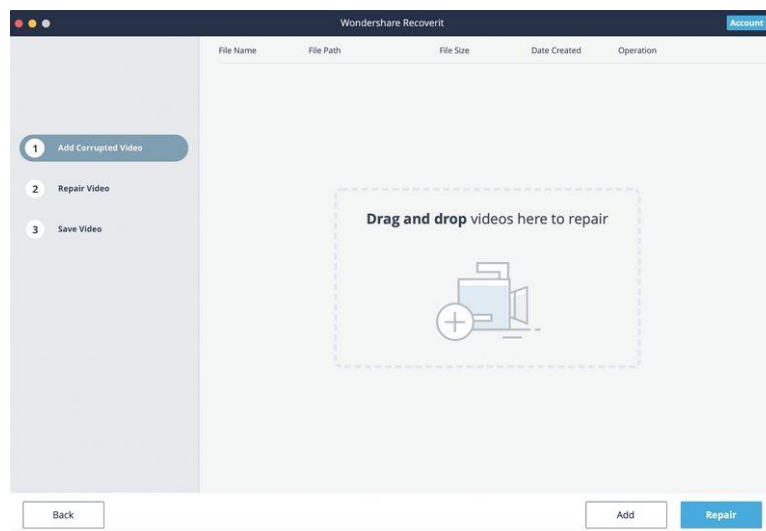 Wondershare Recoverit
Account
File Name File Path File Size Date Created Operation
1 Add Corrupted Video
2 Repair Video
3 Save Video
Drag and drop videos here to repair
Back Add Repair